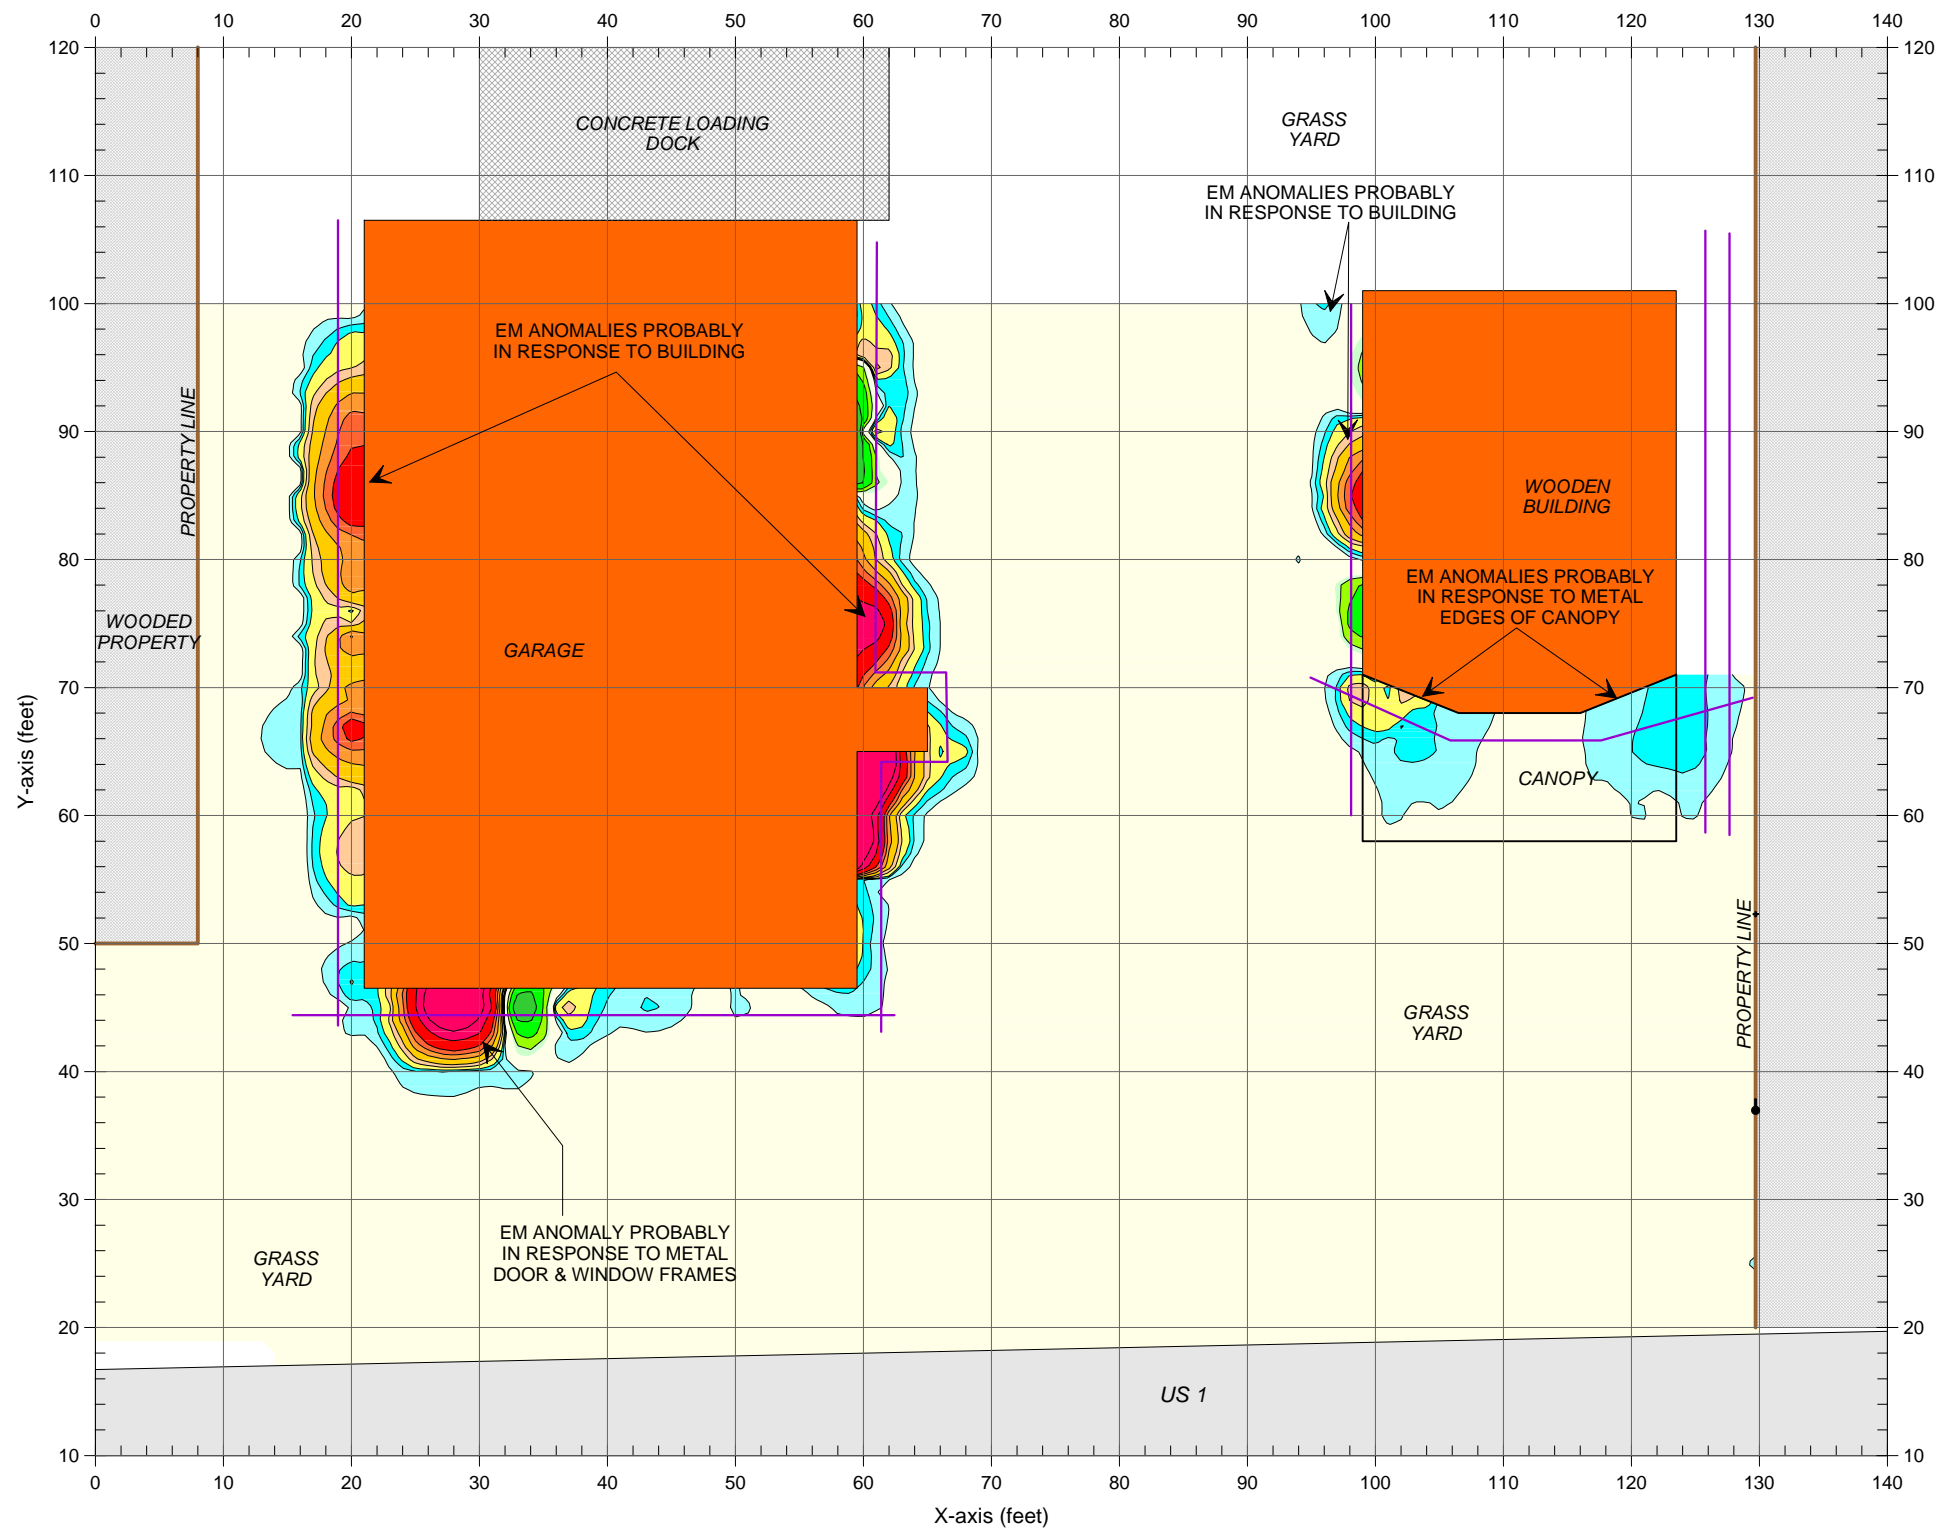 0 10 20 30 40 50 60 70 80 90 100 110 120 130 140
120 120
CONCRETE LOADING
DOCK
GRASS
YARD
110 110
EM ANOMALIES PROBABLY
IN RESPONSE TO BUILDING
100 100
EM ANOMALIES PROBABLY
IN RESPONSE TO BUILDING
PROPERTY LINE
90 90
WOODEN
BUILDING
80 80
EM ANOMALIES PROBABLY
IN RESPONSE TO METAL
EDGES OF CANOPY
WOODED
PROPERTY
GARAGE
70 70
Y-axis (feet)
CANOPY
60 60
50 50
PROPERTY LINE
GRASS
YARD
40 40
30 30
EM ANOMALY PROBABLY
IN RESPONSE TO METAL
DOOR & WINDOW FRAMES
GRASS
YARD
20 20
US 1
10 10
0 10 20 30 40 50 60 70 80 90 100 110 120 130 140
X-axis (feet)